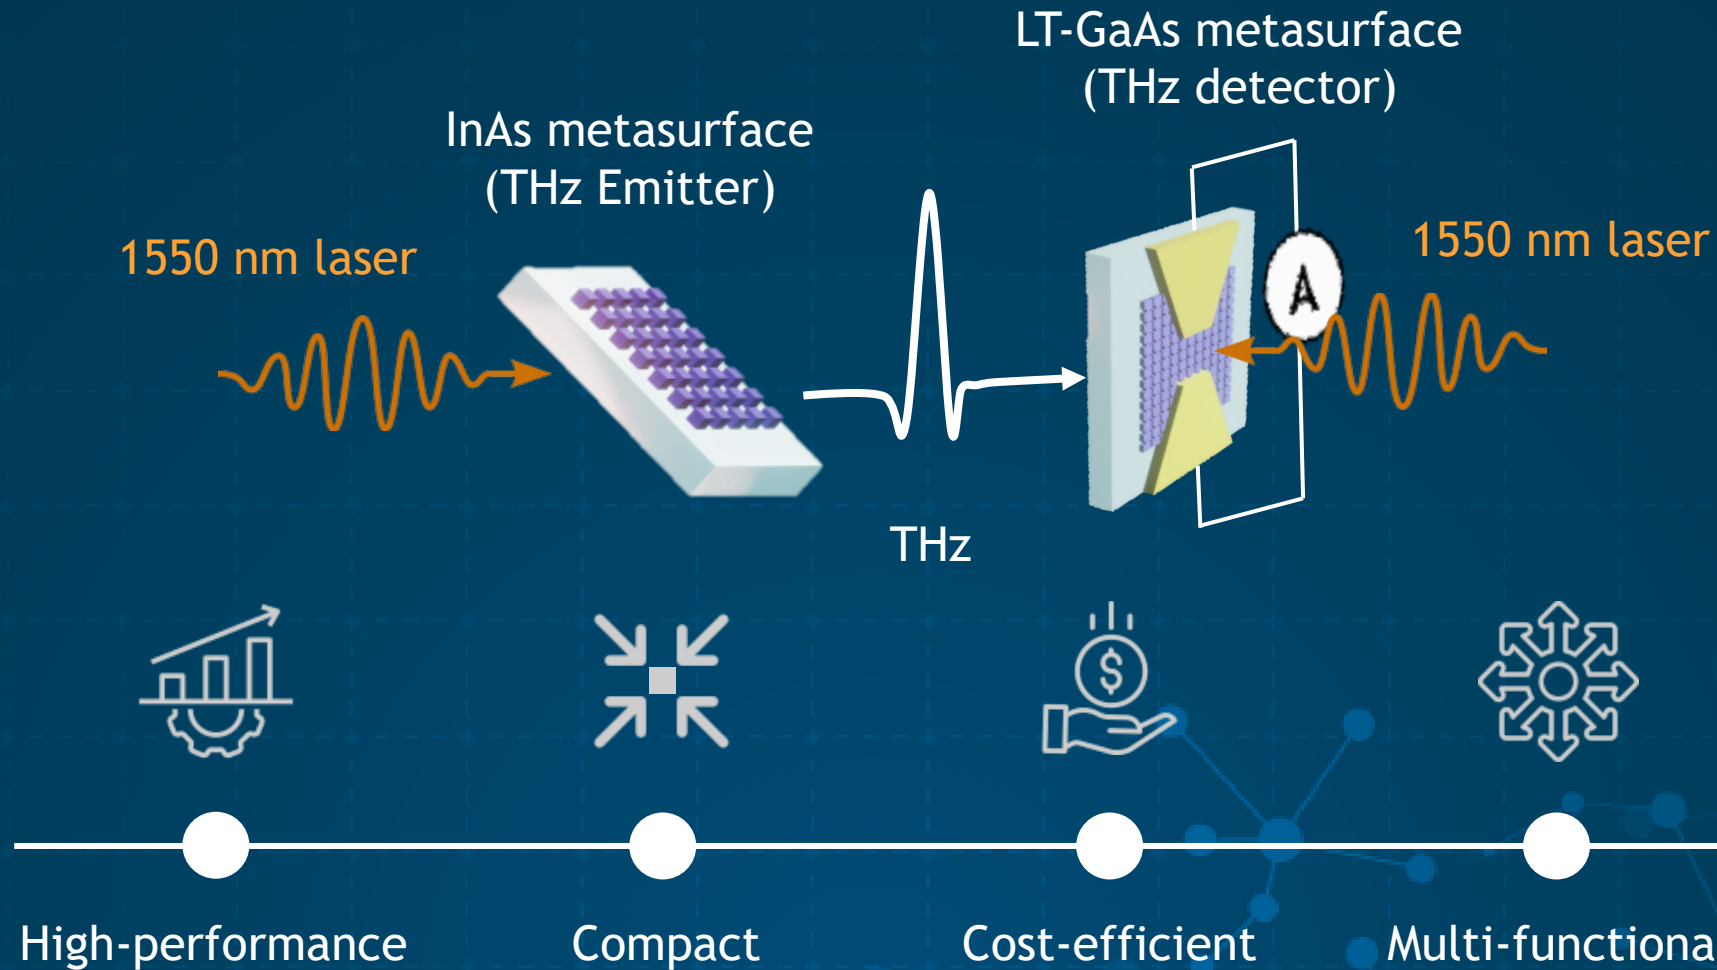 LT-GaAs metasurface
(THz detector)
InAs metasurface
(THz Emitter)
1550 nm laser
1550 nm laser
A
THz
$
High-performance
Compact
Cost-efficient
Multi-functiona